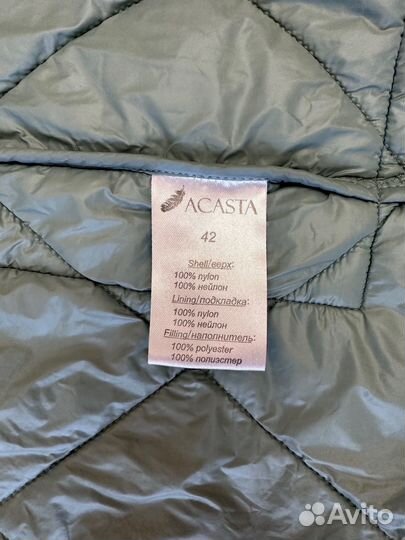 ACASTA
42
Shell/верх:
100% nylon
100% нейлон
Lining/подкладка:
100% nylon
100% нейлон
Filling/наполнитель:
100% polyester
100% полиэстер
Avito